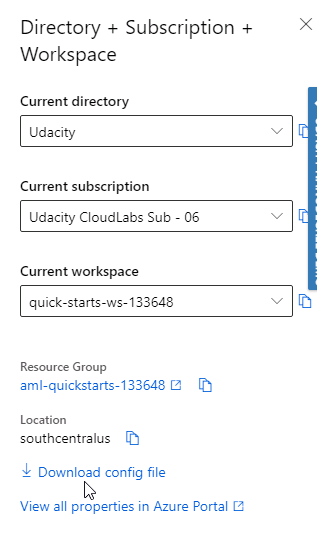 Directory + Subscription +
Workspace
Current directory
Udacity
Current subscription
Udacity CloudLabs Sub - 06
Current workspace
quick-starts-ws-133648
Resource Group
aml-quickstarts-133648
Location
southcentralus
Download config file
View all properties in Azure Portal